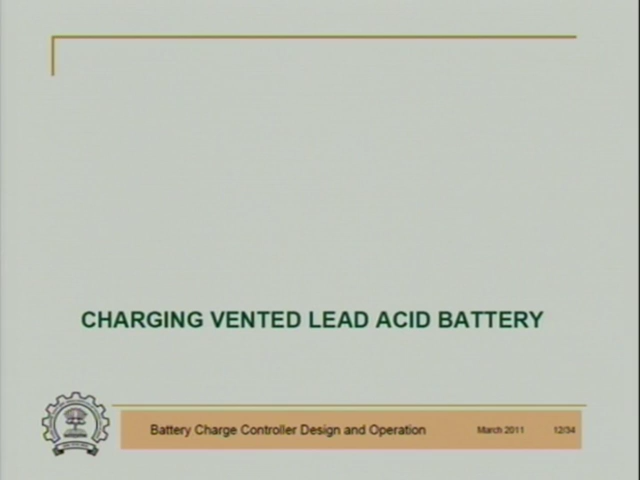 CHARGING VENTED LEAD ACID BATTERY
Battery Charge Controller Design and Operation March 2011 12/34